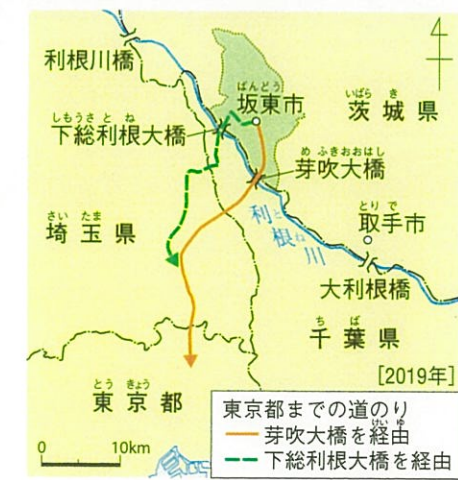 利根川橋
ばんどう
坂東市
いばら き
茨城県
しもうさ と ね
下総利根大橋
め ふきおおはし
芽吹大橋
さい たま
埼玉県
と ね
利根川
とり で
取手市
大利根橋
ち ば
千葉県
[2019年]
とう きょう
東京都
0 10km
東京都までの道のり
けい ゆ
芽吹大橋を経由
下総利根大橋を経由